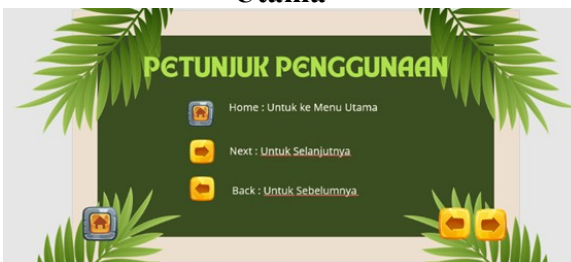 Utama
PETUNJUK PENGGUNAAN
Home : Untuk ke Menu Utama
Next : Untuk Selanjutnya
Back : Untuk Sebelumnya